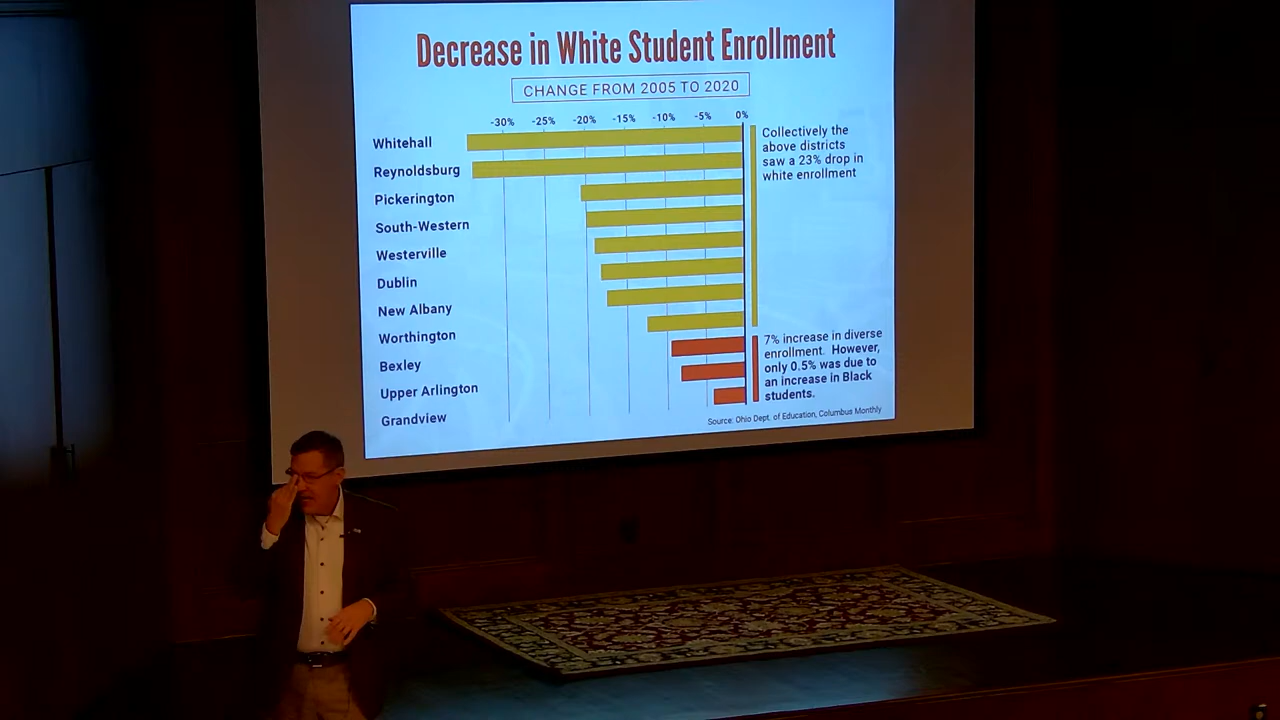 Decrease in White Student Enrollment
CHANGE FROM 2005 TO 2020
-30% -25% -20% -15% -10% -5% 0%
Whitehall
Reynoldsburg
Pickerington
South-Western
Westerville
Dublin
New Albany
Worthington
Bexley
Upper Arlington
Grandview
Collectively the
above districts
saw a 23% drop in
white enrollment
7% increase in diverse
enrollment. However,
only 0.5% was due to
an increase in Black
students.
Source: Ohio Dept. of Education, Columbus Monthly